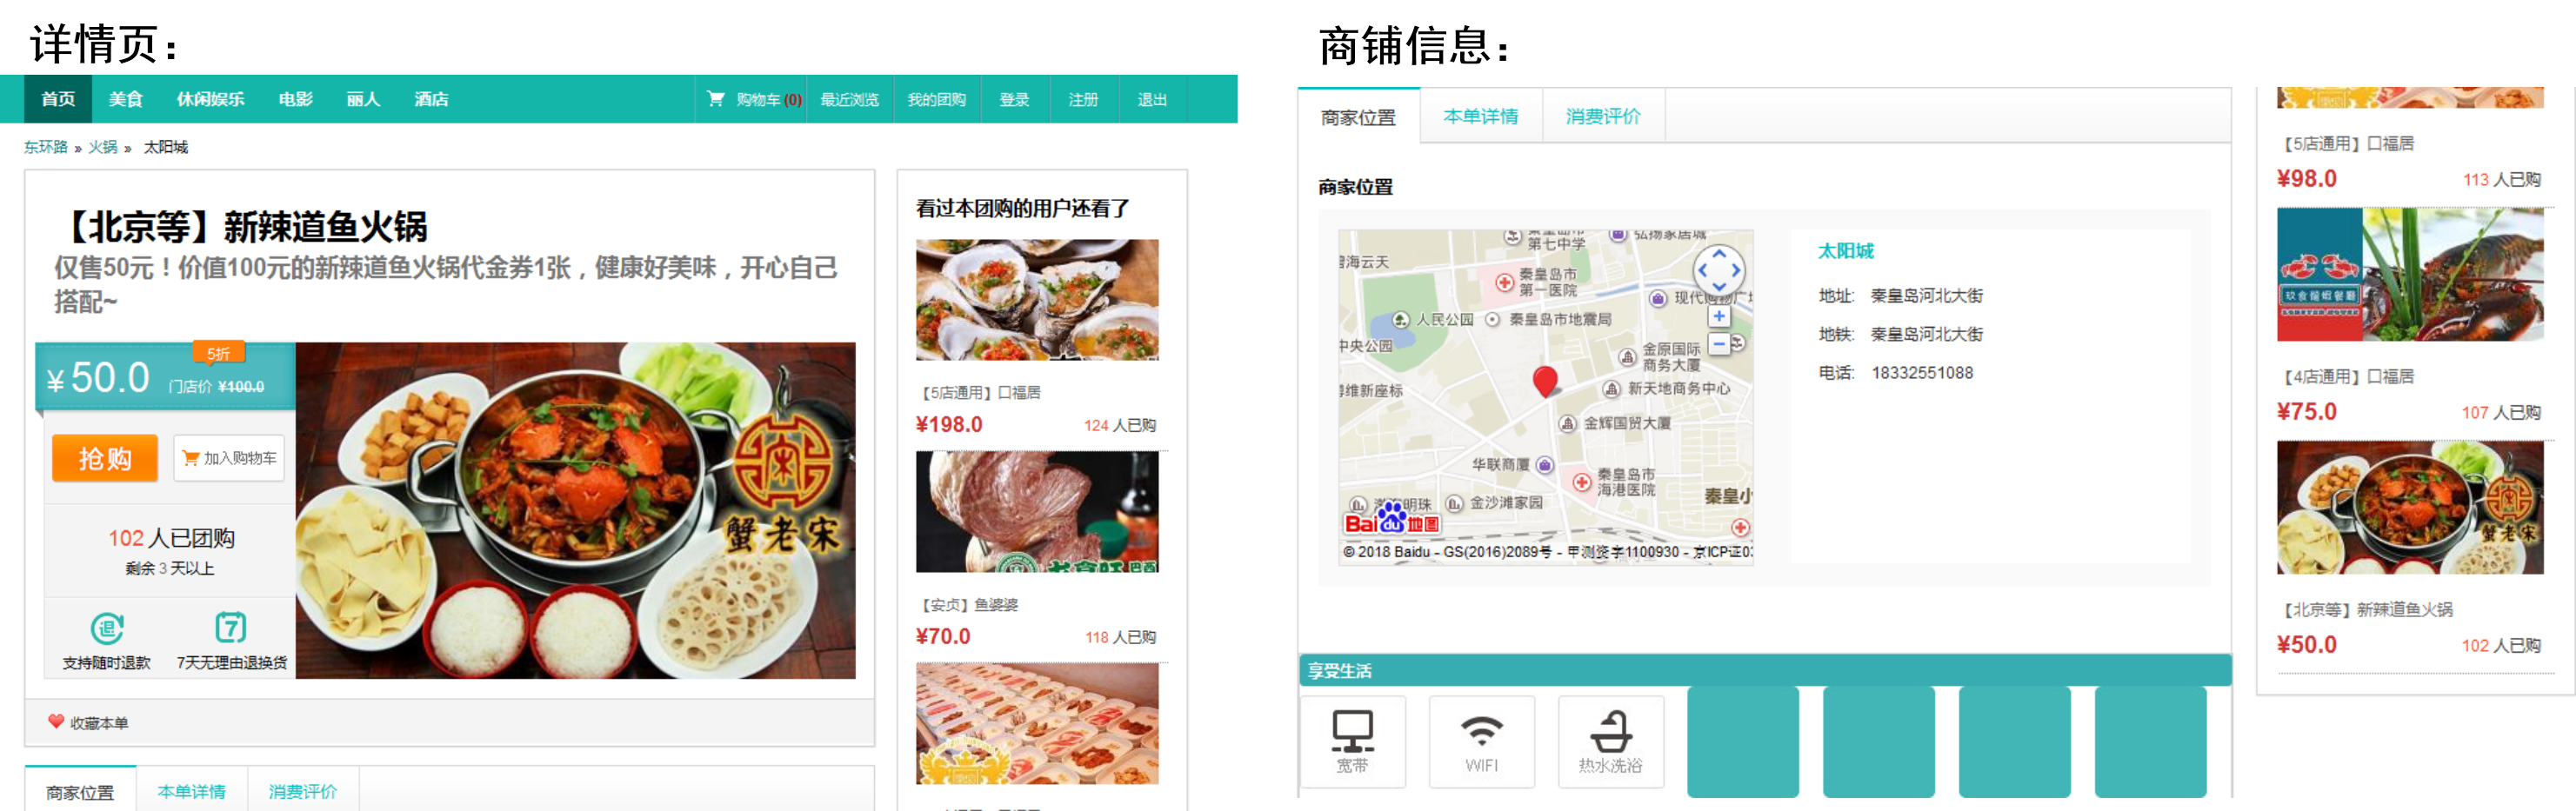 详情页：
首页 美食 休闲娱乐 电影 丽人 酒店 购物车(0) 最近浏览 我的团购 登录 注册 退出
东环路 » 火锅 » 太阳城
【北京等】新辣道鱼火锅
仅售50元！价值100元的新辣道鱼火锅代金券1张，健康好美味，开心自己
搭配~
5折
¥50.0 门店价 ¥100.0
抢购 加入购物车
102人已团购
剩余3天以上
退 7
支持随时退款 7天无理由退换货
蟹老宋
收藏本单
商家位置 本单详情 消费评价
看过本团购的用户还看了
【5店通用】口福居
¥198.0 124 人已购
【安贞】鱼婆婆
¥70.0 118 人已购
商铺信息：
商家位置 本单详情 消费评价
商家位置
第七中学 弘扬家居城
碧海云天
秦皇岛市
第一医院
现代购物广场
人民公园 秦皇岛市地震局
中央公园
金原国际
商务大厦
维新座标 新天地商务中心
金辉国贸大厦
华联商厦
秦皇岛市
海港医院
秦皇小
明珠 金沙滩家园
Baidu地图
© 2018 Baidu - GS(2016)2089号 - 甲测资字1100930 - 京ICP证03
太阳城
地址: 秦皇岛河北大街
地铁: 秦皇岛河北大街
电话: 18332551088
享受生活
宽带 WIFI 热水洗浴
【5店通用】口福居
¥98.0 113 人已购
【4店通用】口福居
¥75.0 107 人已购
蟹老宋
【北京等】新辣道鱼火锅
¥50.0 102 人已购